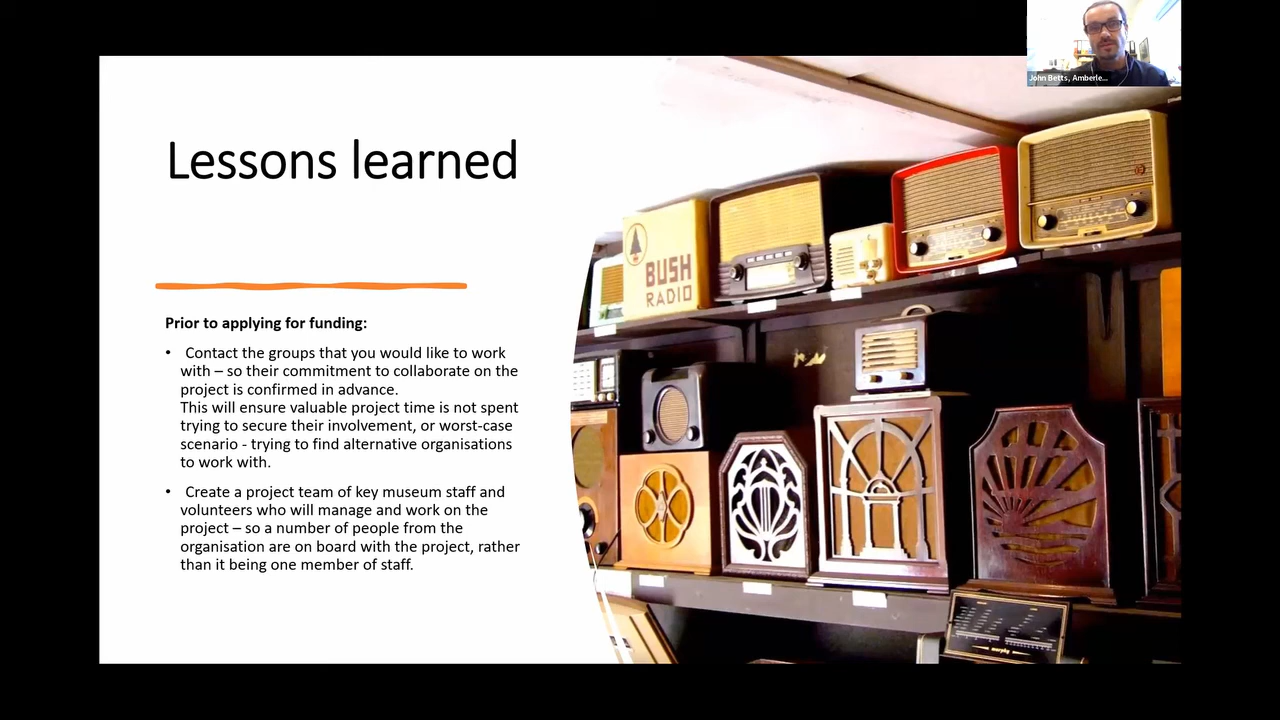 John Betts, Amberle...
Lessons learned
BUSH
RADIO
Prior to applying for funding:
• Contact the groups that you would like to work
with – so their commitment to collaborate on the
project is confirmed in advance.
This will ensure valuable project time is not spent
trying to secure their involvement, or worst-case
scenario - trying to find alternative organisations
to work with.
• Create a project team of key museum staff and
volunteers who will manage and work on the
project – so a number of people from the
organisation are on board with the project, rather
than it being one member of staff.
murphy